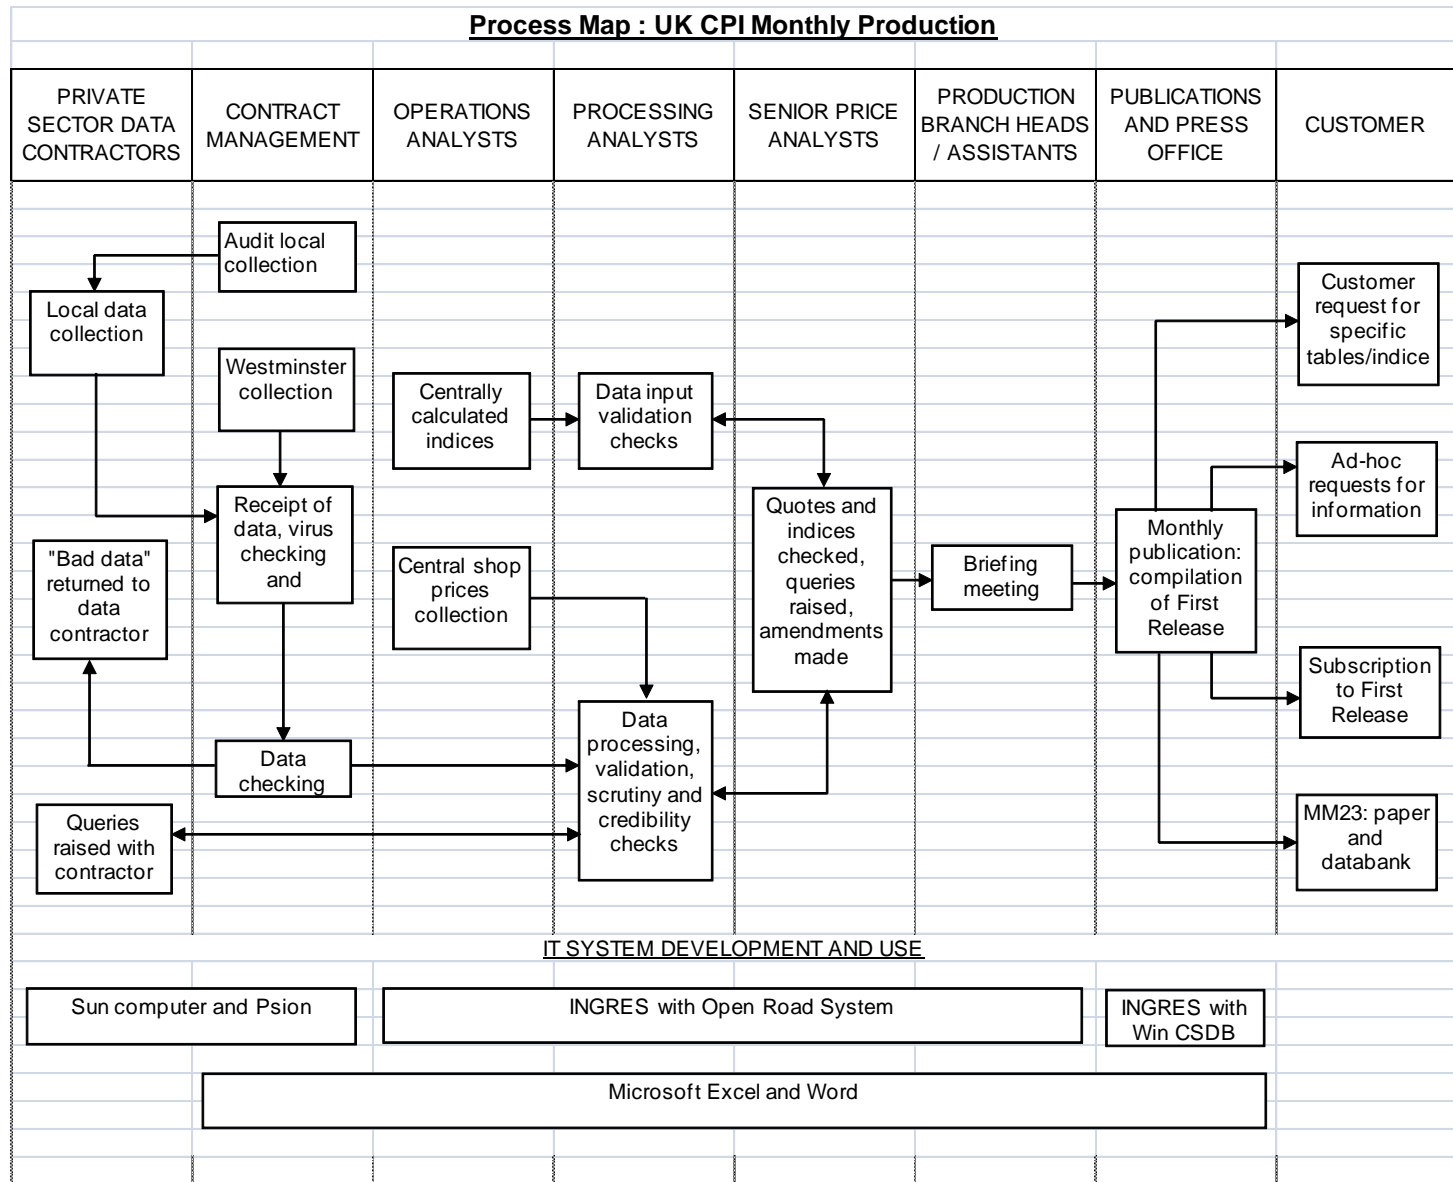 Process Map : UK CPI Monthly Production
PRIVATE
SECTOR DATA
CONTRACTORS
CONTRACT
MANAGEMENT
OPERATIONS
ANALYSTS
PROCESSING
ANALYSTS
SENIOR PRICE
ANALYSTS
PRODUCTION
BRANCH HEADS
/ ASSISTANTS
PUBLICATIONS
AND PRESS
OFFICE
CUSTOMER
Audit local
collection
Local data
collection
Westminster
collection
Centrally
calculated
indices
Data input
validation
checks
Customer
request for
specific
tables/indice
Ad-hoc
requests for
information
Receipt of
data, virus
checking
and
"Bad data"
returned to
data
contractor
Central shop
prices
collection
Quotes and
indices
checked,
queries
raised,
amendments
made
Briefing
meeting
Monthly
publication:
compilation
of First
Release
Subscription
to First
Release
Data
checking
Data
processing,
validation,
scrutiny and
credibility
checks
Queries
raised with
contractor
MM23: paper
and
databank
IT SYSTEM DEVELOPMENT AND USE
Sun computer and Psion
INGRES with Open Road System
INGRES with
Win CSDB
Microsoft Excel and Word